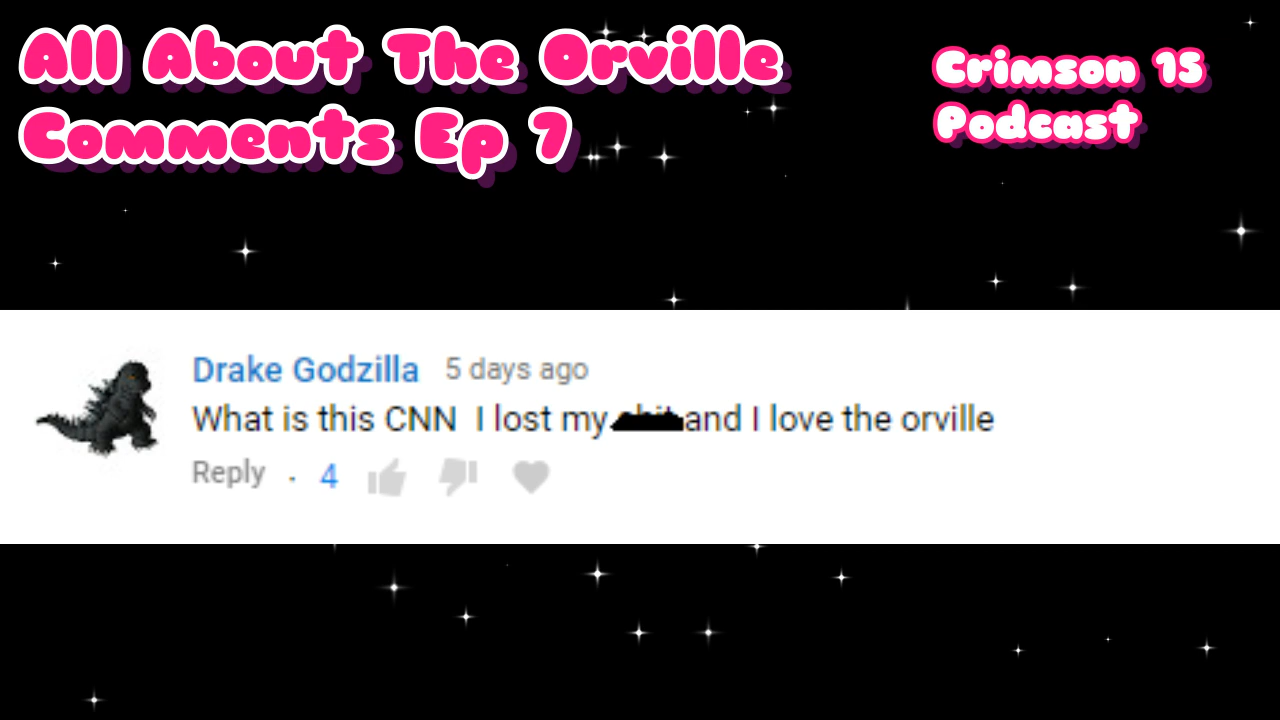 All About The Orville
Comments Ep 7
Crimson 15
Podcast
Drake Godzilla 5 days ago
What is this CNN I lost my and I love the orville
Reply . 4